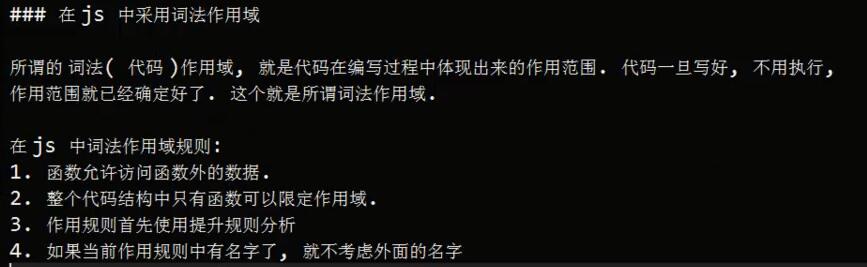 ### 在 js 中采用词法作用域
所谓的 词法( 代码 )作用域, 就是代码在编写过程中体现出来的作用范围. 代码一旦写好, 不用执行,
作用范围就已经确定好了. 这个就是所谓词法作用域.
在 js 中词法作用域规则:
1. 函数允许访问函数外的数据.
2. 整个代码结构中只有函数可以限定作用域.
3. 作用规则首先使用提升规则分析
4. 如果当前作用规则中有名字了, 就不考虑外面的名字